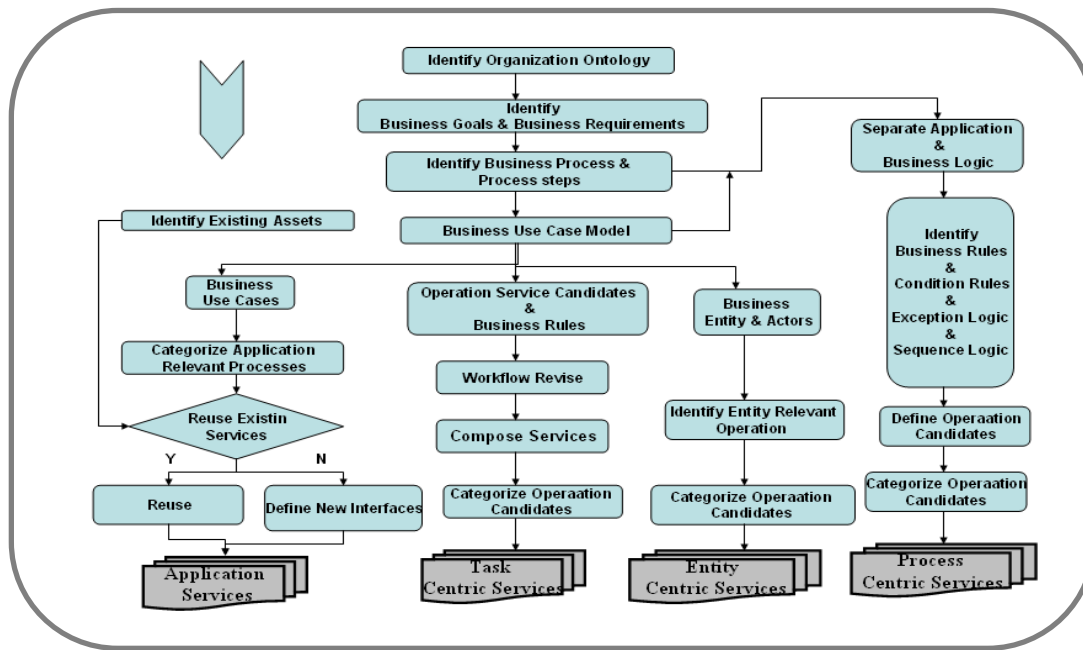 Identify Organization Ontology
Identify
Business Goals & Business Requirements
Identify Business Process &
Process steps
Business Use Case Model
Separate Application
&
Business Logic
Identify
Business Rules
&
Condition Rules
&
Exception Logic
&
Sequence Logic
Define Operaation
Candidates
Categorize Operaation
Candidates
Process
Centric Services
Identify Existing Assets
Business
Use Cases
Categorize Application
Relevant Processes
Reuse Existin
Services
Y
N
Reuse
Define New Interfaces
Application
Services
Operation Service Candidates
&
Business Rules
Workflow Revise
Compose Services
Categorize Operaation
Candidates
Task
Centric Services
Business
Entity & Actors
Identify Entity Relevant
Operation
Categorize Operaation
Candidates
Entity
Centric Services